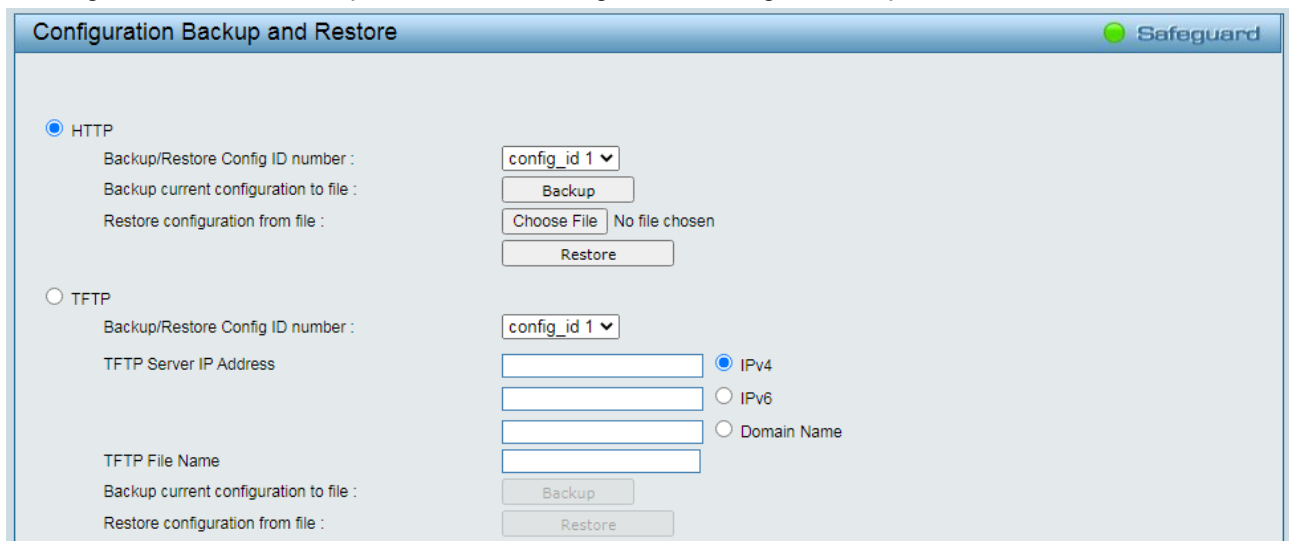 Configuration Backup and Restore Safeguard
HTTP
Backup/Restore Config ID number : config_id 1
Backup current configuration to file : Backup
Restore configuration from file : Choose File No file chosen
Restore
TFTP
Backup/Restore Config ID number : config_id 1
TFTP Server IP Address IPv4
IPv6
Domain Name
TFTP File Name
Backup current configuration to file : Backup
Restore configuration from file : Restore